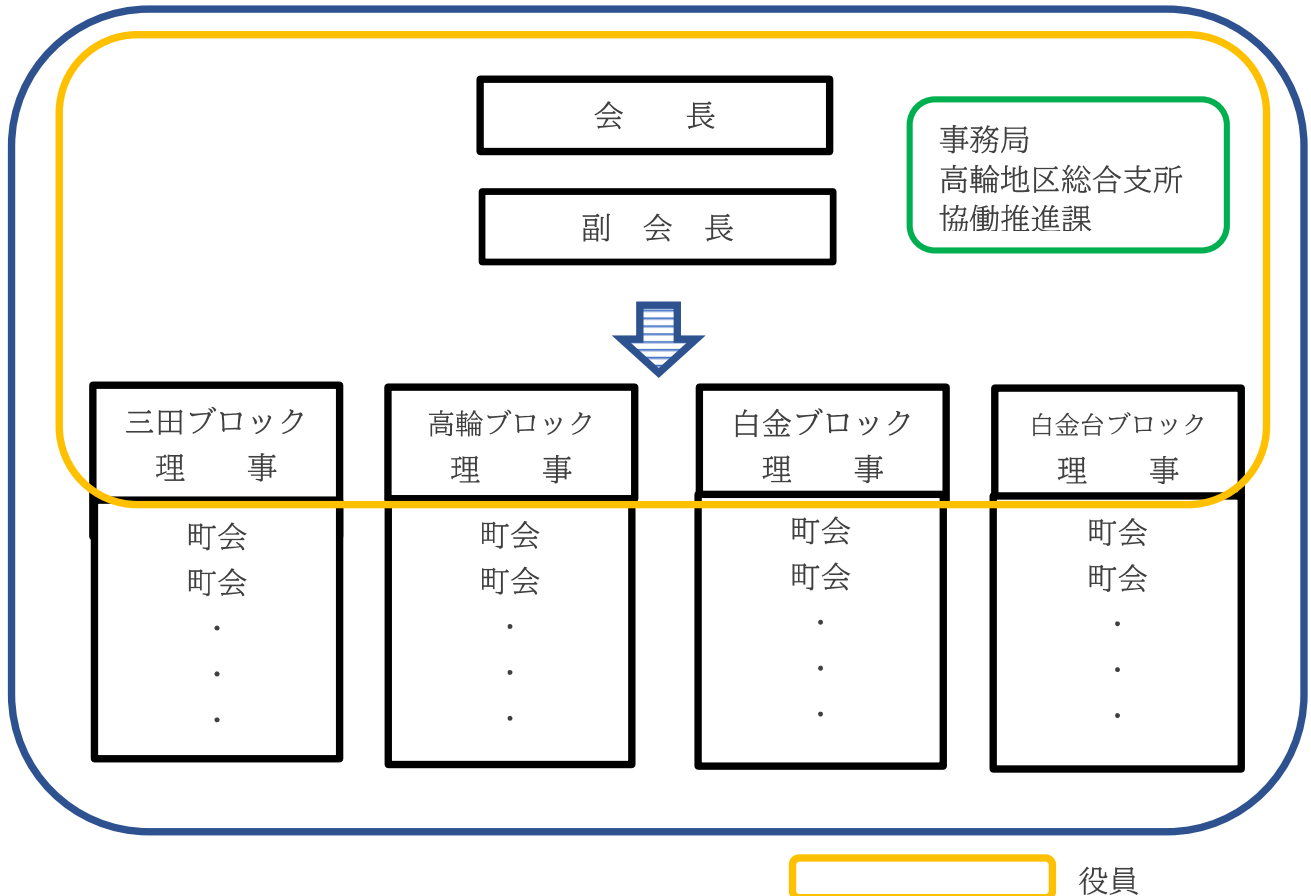 会　　長
副　会　長
事務局
高輪地区総合支所
協働推進課
三田ブロック
理　　事
町会
町会
・
・
・
高輪ブロック
理　　事
町会
町会
・
・
・
白金ブロック
理　　事
町会
町会
・
・
・
白金台ブロック
理　　事
町会
町会
・
・
・
役員